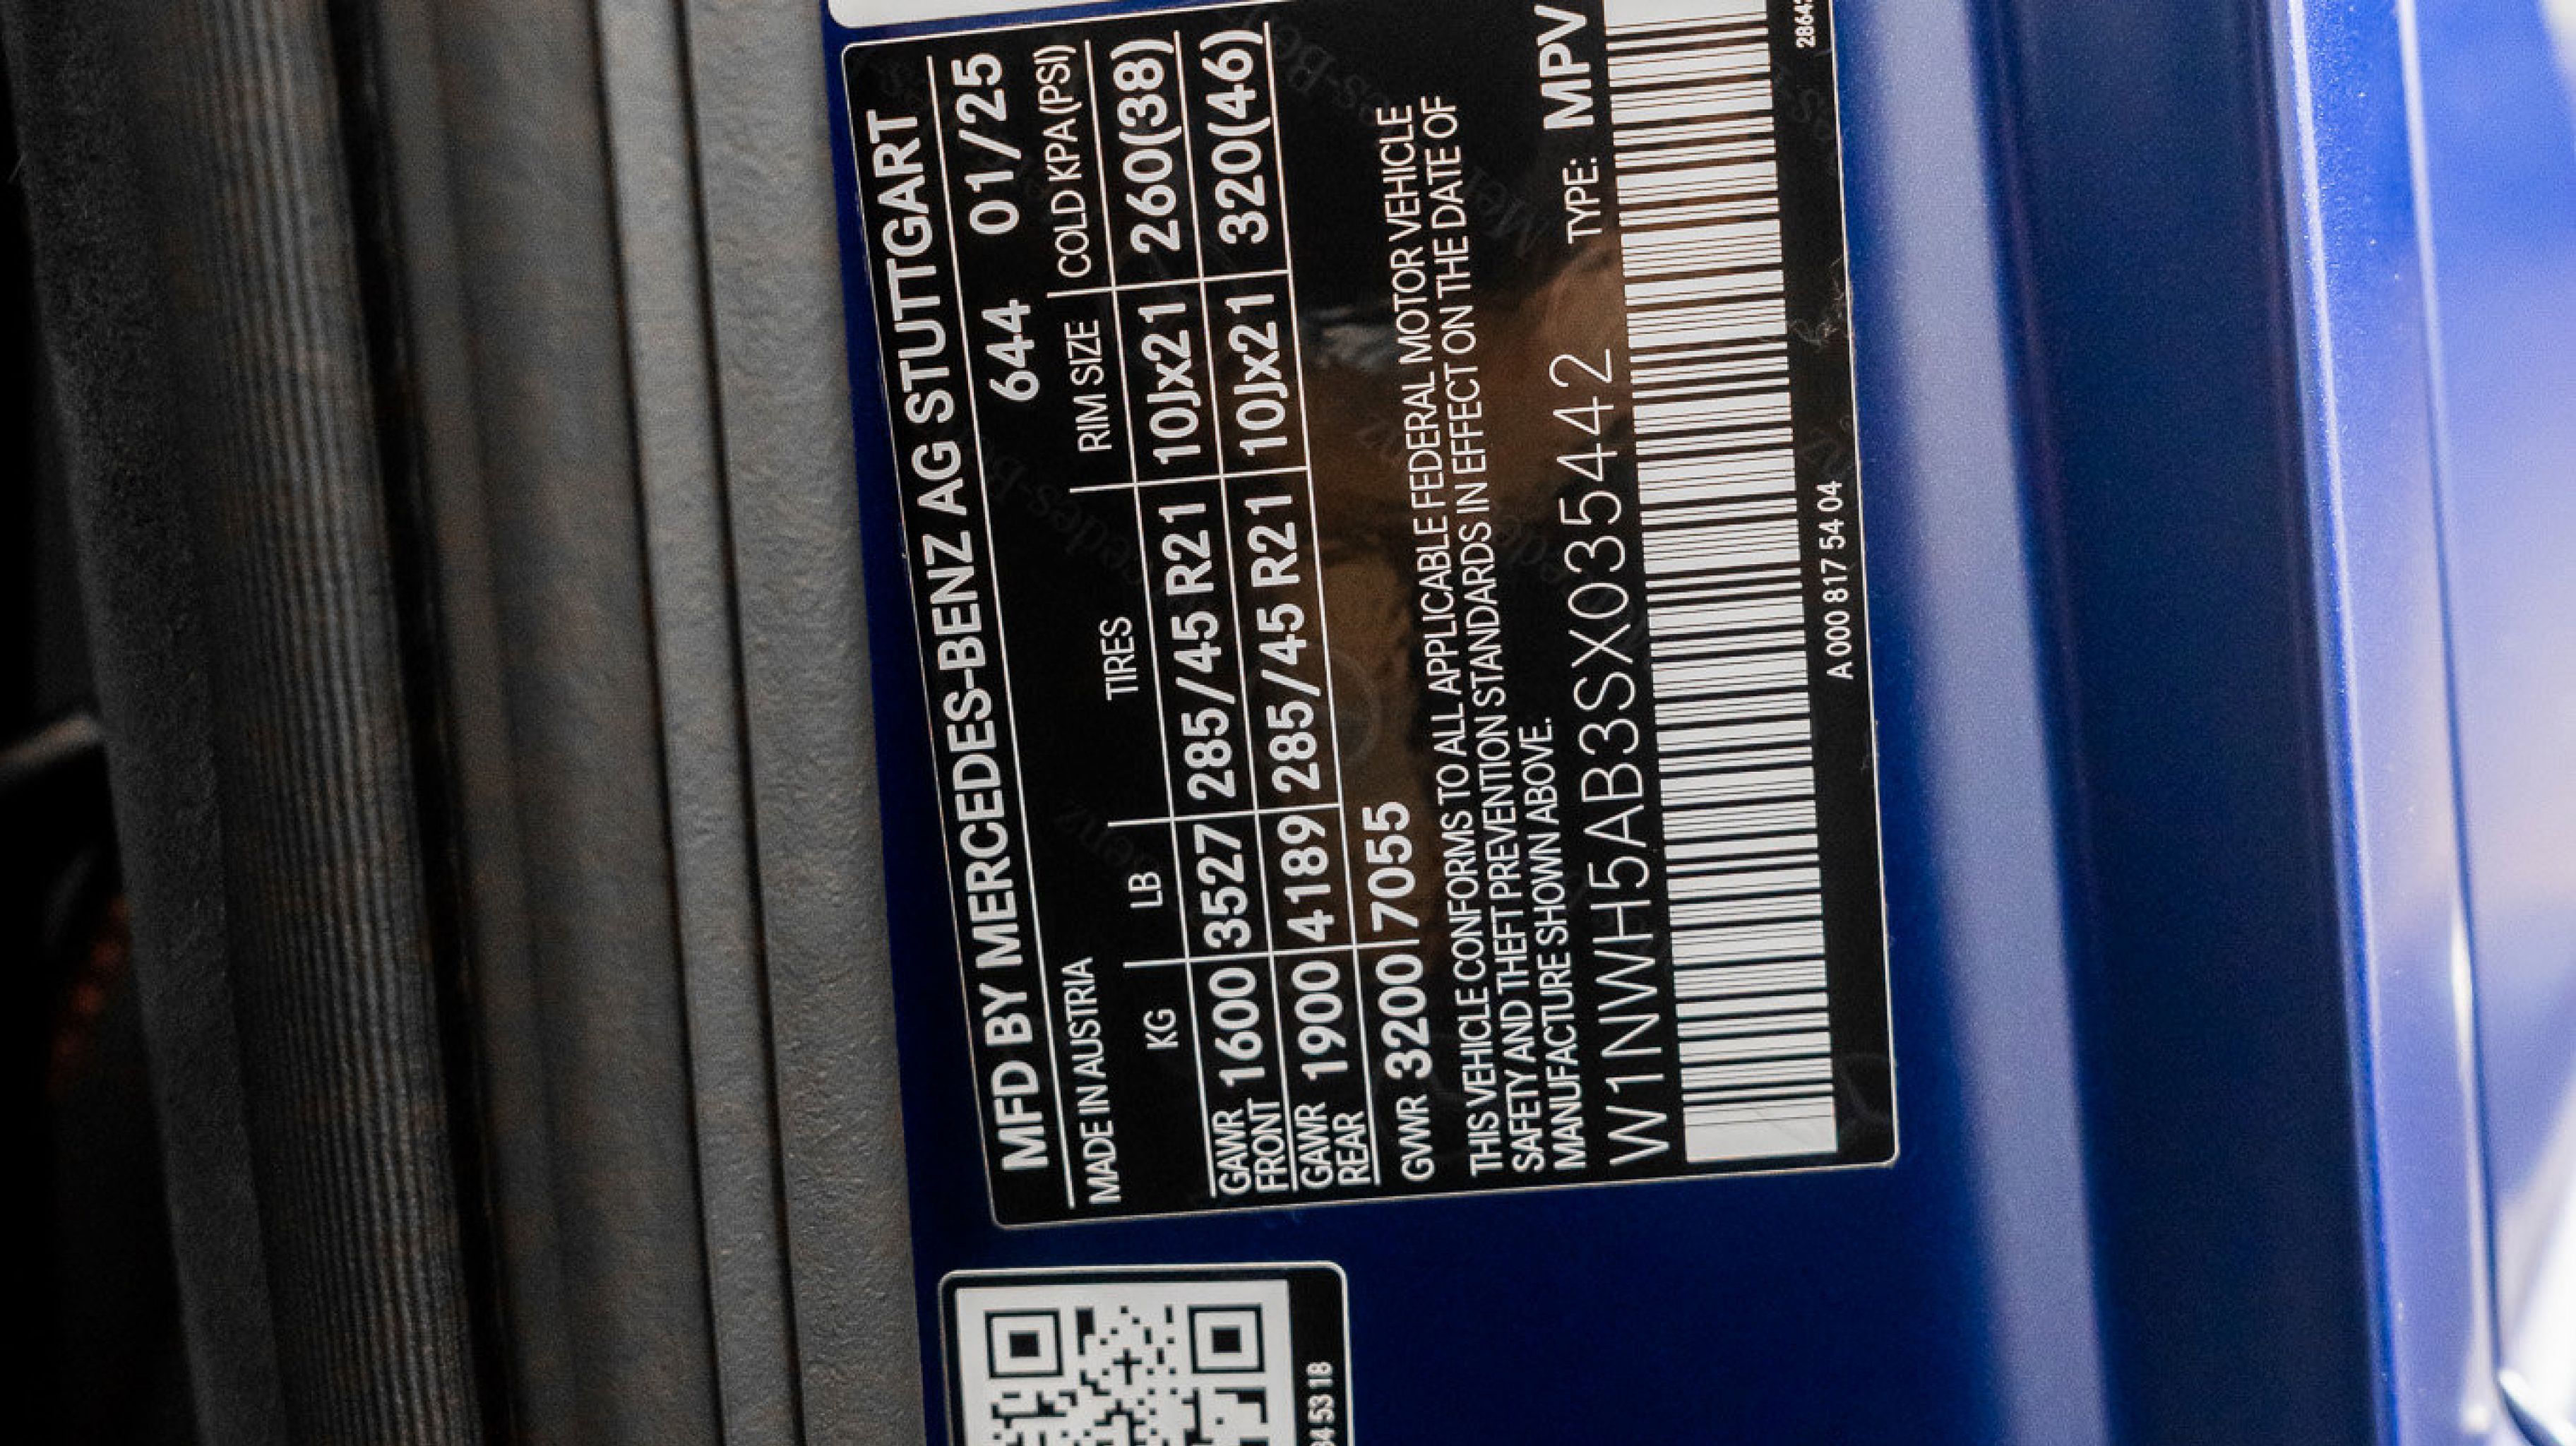 MFD BY MERCEDES-BENZ AG STUTTGART
MADE IN AUSTRIA 644 01/25
KG LB TIRES RIM SIZE COLD KPA (PSI)
GAWR FRONT 1600 3527 285/45 R21 10Jx21 260(38)
GAWR REAR 1900 4189 285/45 R21 10Jx21 320(46)
GVWR 3200 7055
THIS VEHICLE CONFORMS TO ALL APPLICABLE FEDERAL MOTOR VEHICLE
SAFETY AND THEFT PREVENTION STANDARDS IN EFFECT ON THE DATE OF
MANUFACTURE SHOWN ABOVE.
W1NWH5AB3SX035442 TYPE: MPV
A 000 817 54 04
53 18